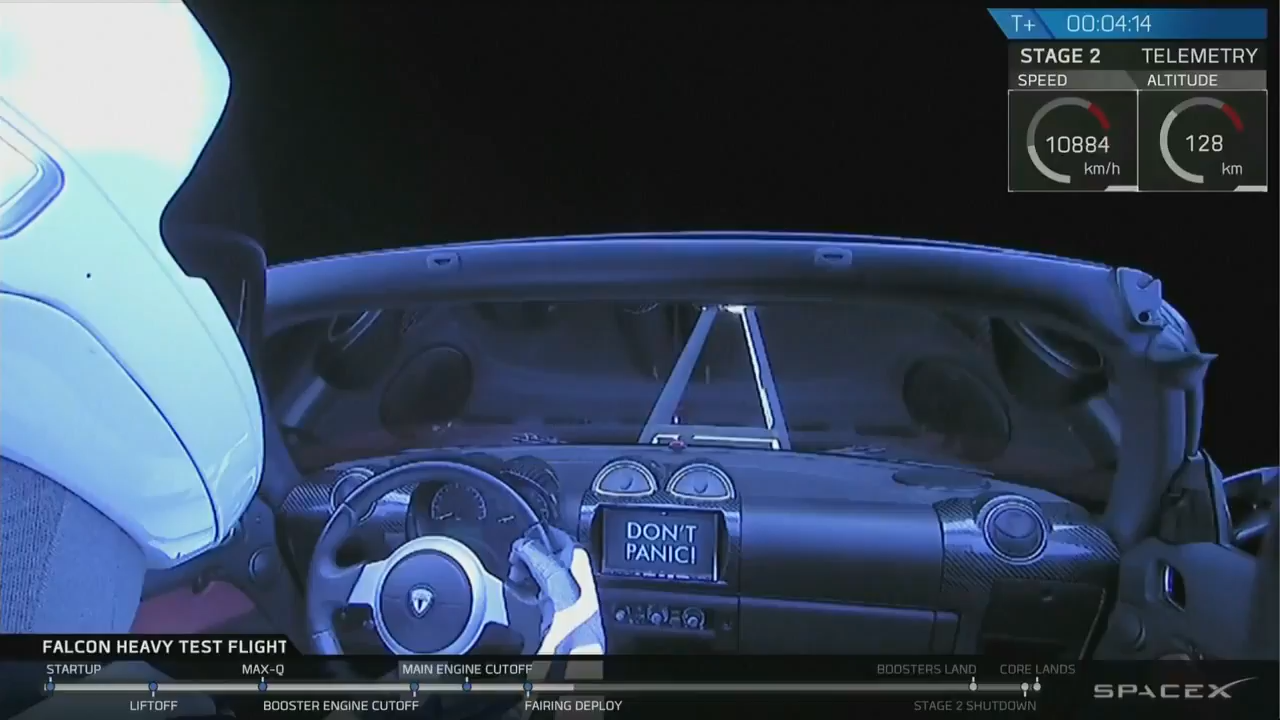 T+ 00:04:14
STAGE 2 TELEMETRY
SPEED ALTITUDE
10884 128
km/h km
DON'T
PANIC!
FALCON HEAVY TEST FLIGHT
STARTUP MAX-Q MAIN ENGINE CUTOFF BOOSTERS LAND CORE LANDS
LIFTOFF BOOSTER ENGINE CUTOFF FAIRING DEPLOY STAGE 2 SHUTDOWN
SPACEX